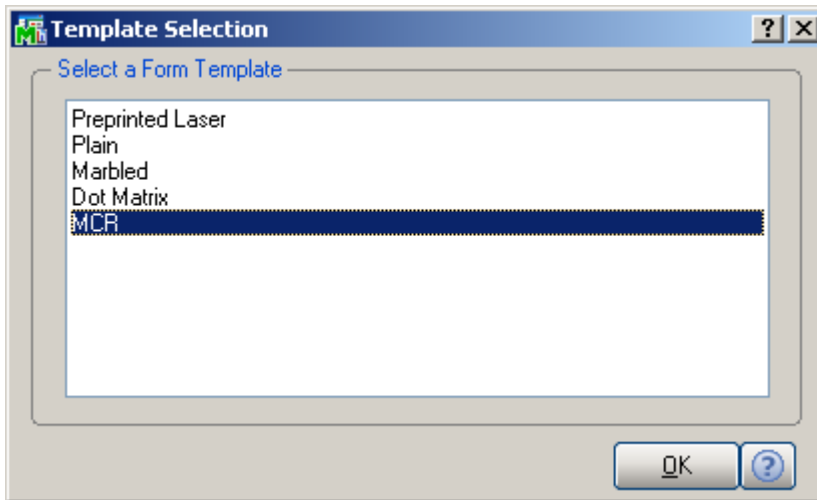 Template Selection
Select a Form Template
Preprinted Laser
Plain
Marbled
Dot Matrix
MCR
OK